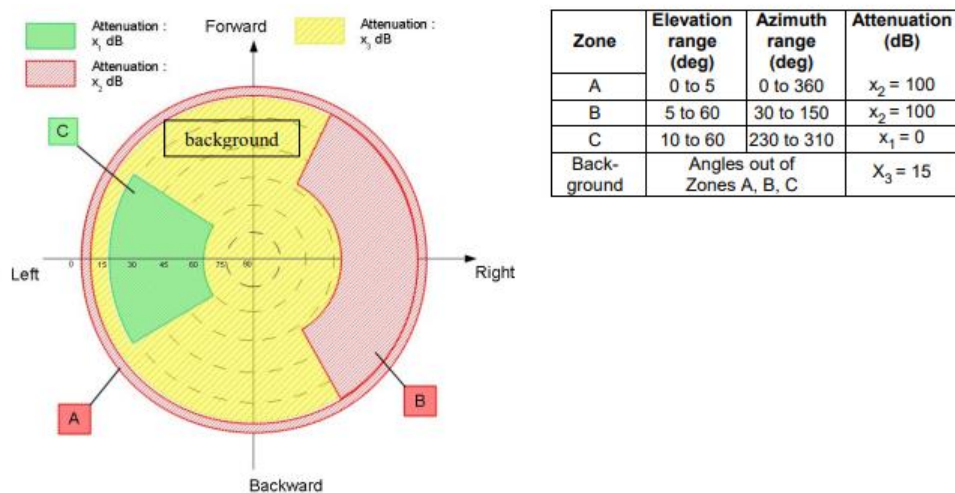 Attenuation :
x1 dB
Attenuation :
x2 dB
Forward
Attenuation :
x3 dB
C
background
Left
0 15 30 45 60 75 90
Right
A
B
Backward
Zone Elevation range (deg) Azimuth range (deg) Attenuation (dB)
A 0 to 5 0 to 360 x2 = 100
B 5 to 60 30 to 150 x2 = 100
C 10 to 60 230 to 310 x1 = 0
Back-
ground Angles out of
Zones A, B, C X3 = 15